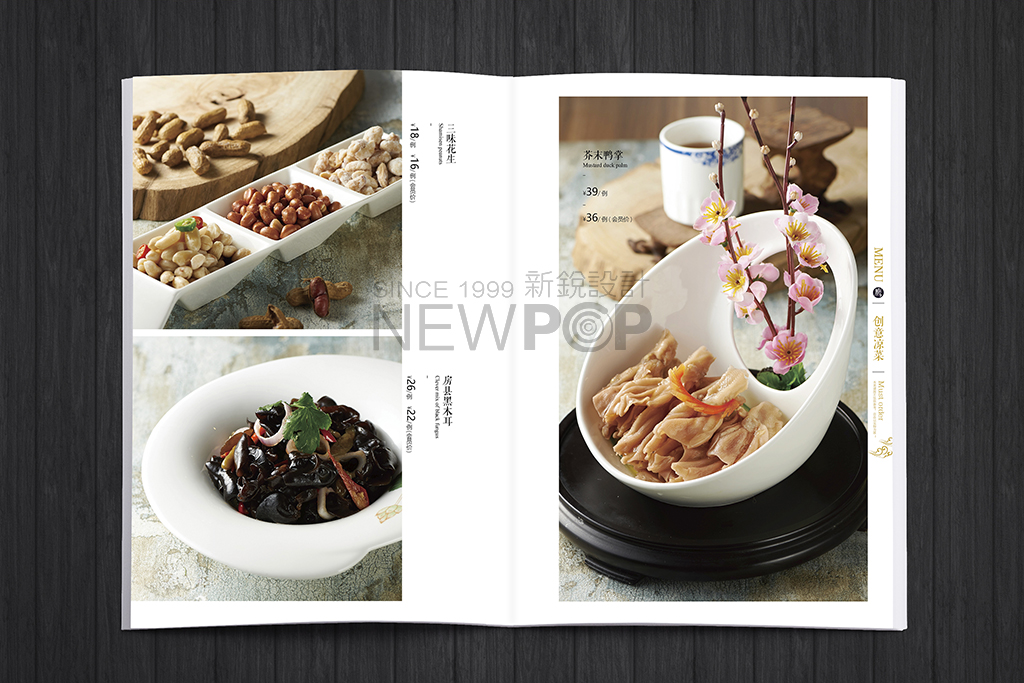 三味花生
Shamisen peanuts
¥18/例
¥16/例(会员价)
房县黑木耳
Clever mix of black fungus
¥26/例
¥22/例(会员价)
SINCE 1999 新銳設計
NEWPOP
芥末鸭掌
Mustard duck palm
¥39/例
¥36/例(会员价)
MENU
创意凉菜
Must order